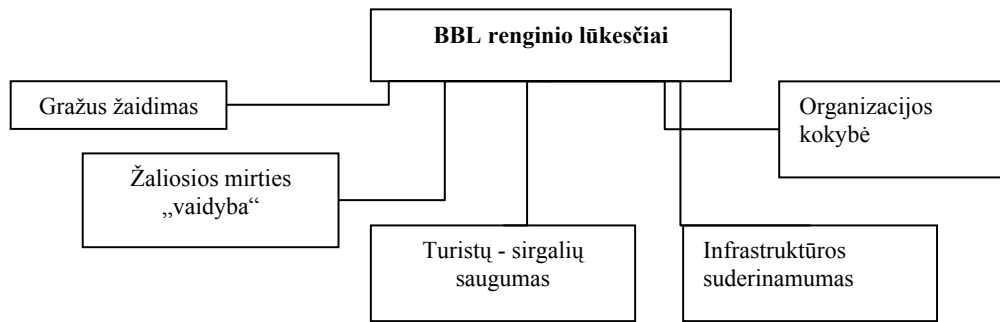 BBL renginio lūkesčiai
Gražus žaidimas
Organizacijos
kokybė
Žaliosios mirties
„vaidyba“
Turistų - sirgalių
saugumas
Infrastruktūros
suderinamumas